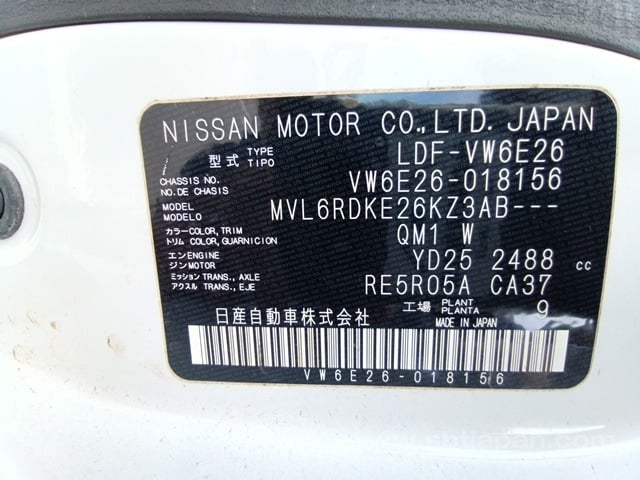 NISSAN MOTOR CO.,LTD. JAPAN
型式 TYPE TIPO LDF-VW6E26
CHASSIS NO. NO. DE CHASIS VW6E26-018156
MODEL MODELO MVL6RDKE26KZ3AB---
カラー COLOR, TRIM トリム COLOR, GUARNICION QM1 W
エンジン ENGINE MOTOR YD25 2488 cc
ミッション TRANS., AXLE アクスル TRANS., EJE RE5R05A CA37
工場 PLANT PLANTA 9
日産自動車株式会社 MADE IN JAPAN
VW6E26-018156